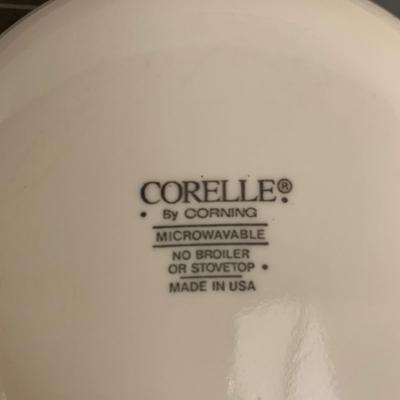 CORELLE®
By CORNING
MICROWAVABLE
NO BROILER
OR STOVETOP
MADE IN USA